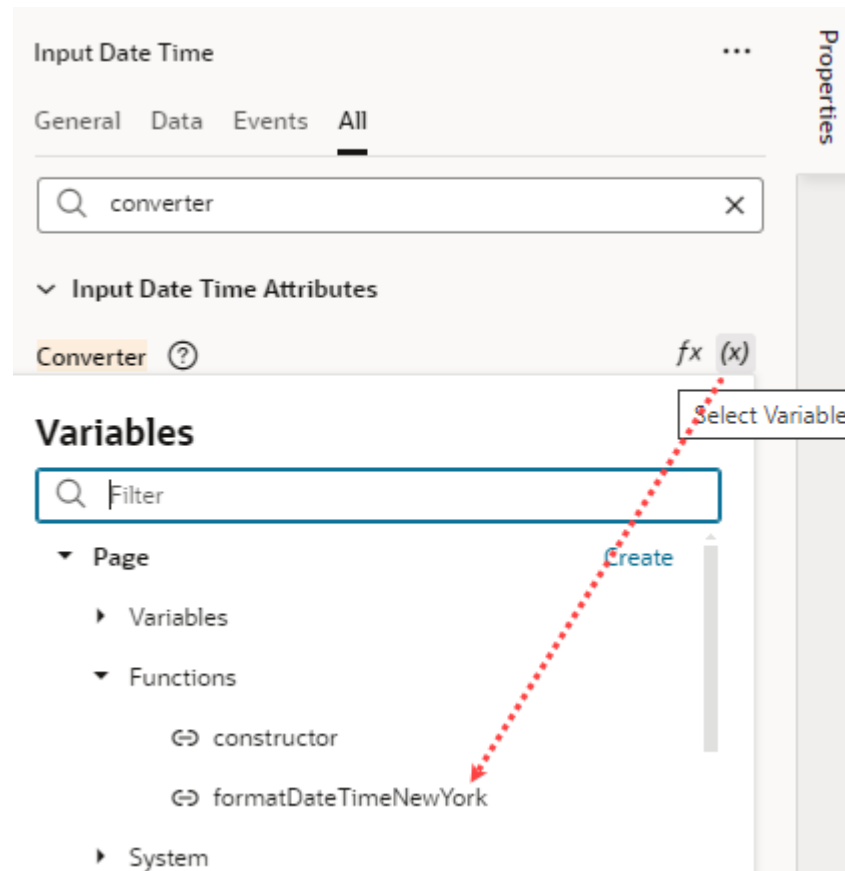 Input Date Time
...
Properties
General Data Events All
converter
Input Date Time Attributes
Converter ?
fx (x)
Select Variable
Variables
Filter
Page Create
Variables
Functions
constructor
formatDateTimeNewYork
System